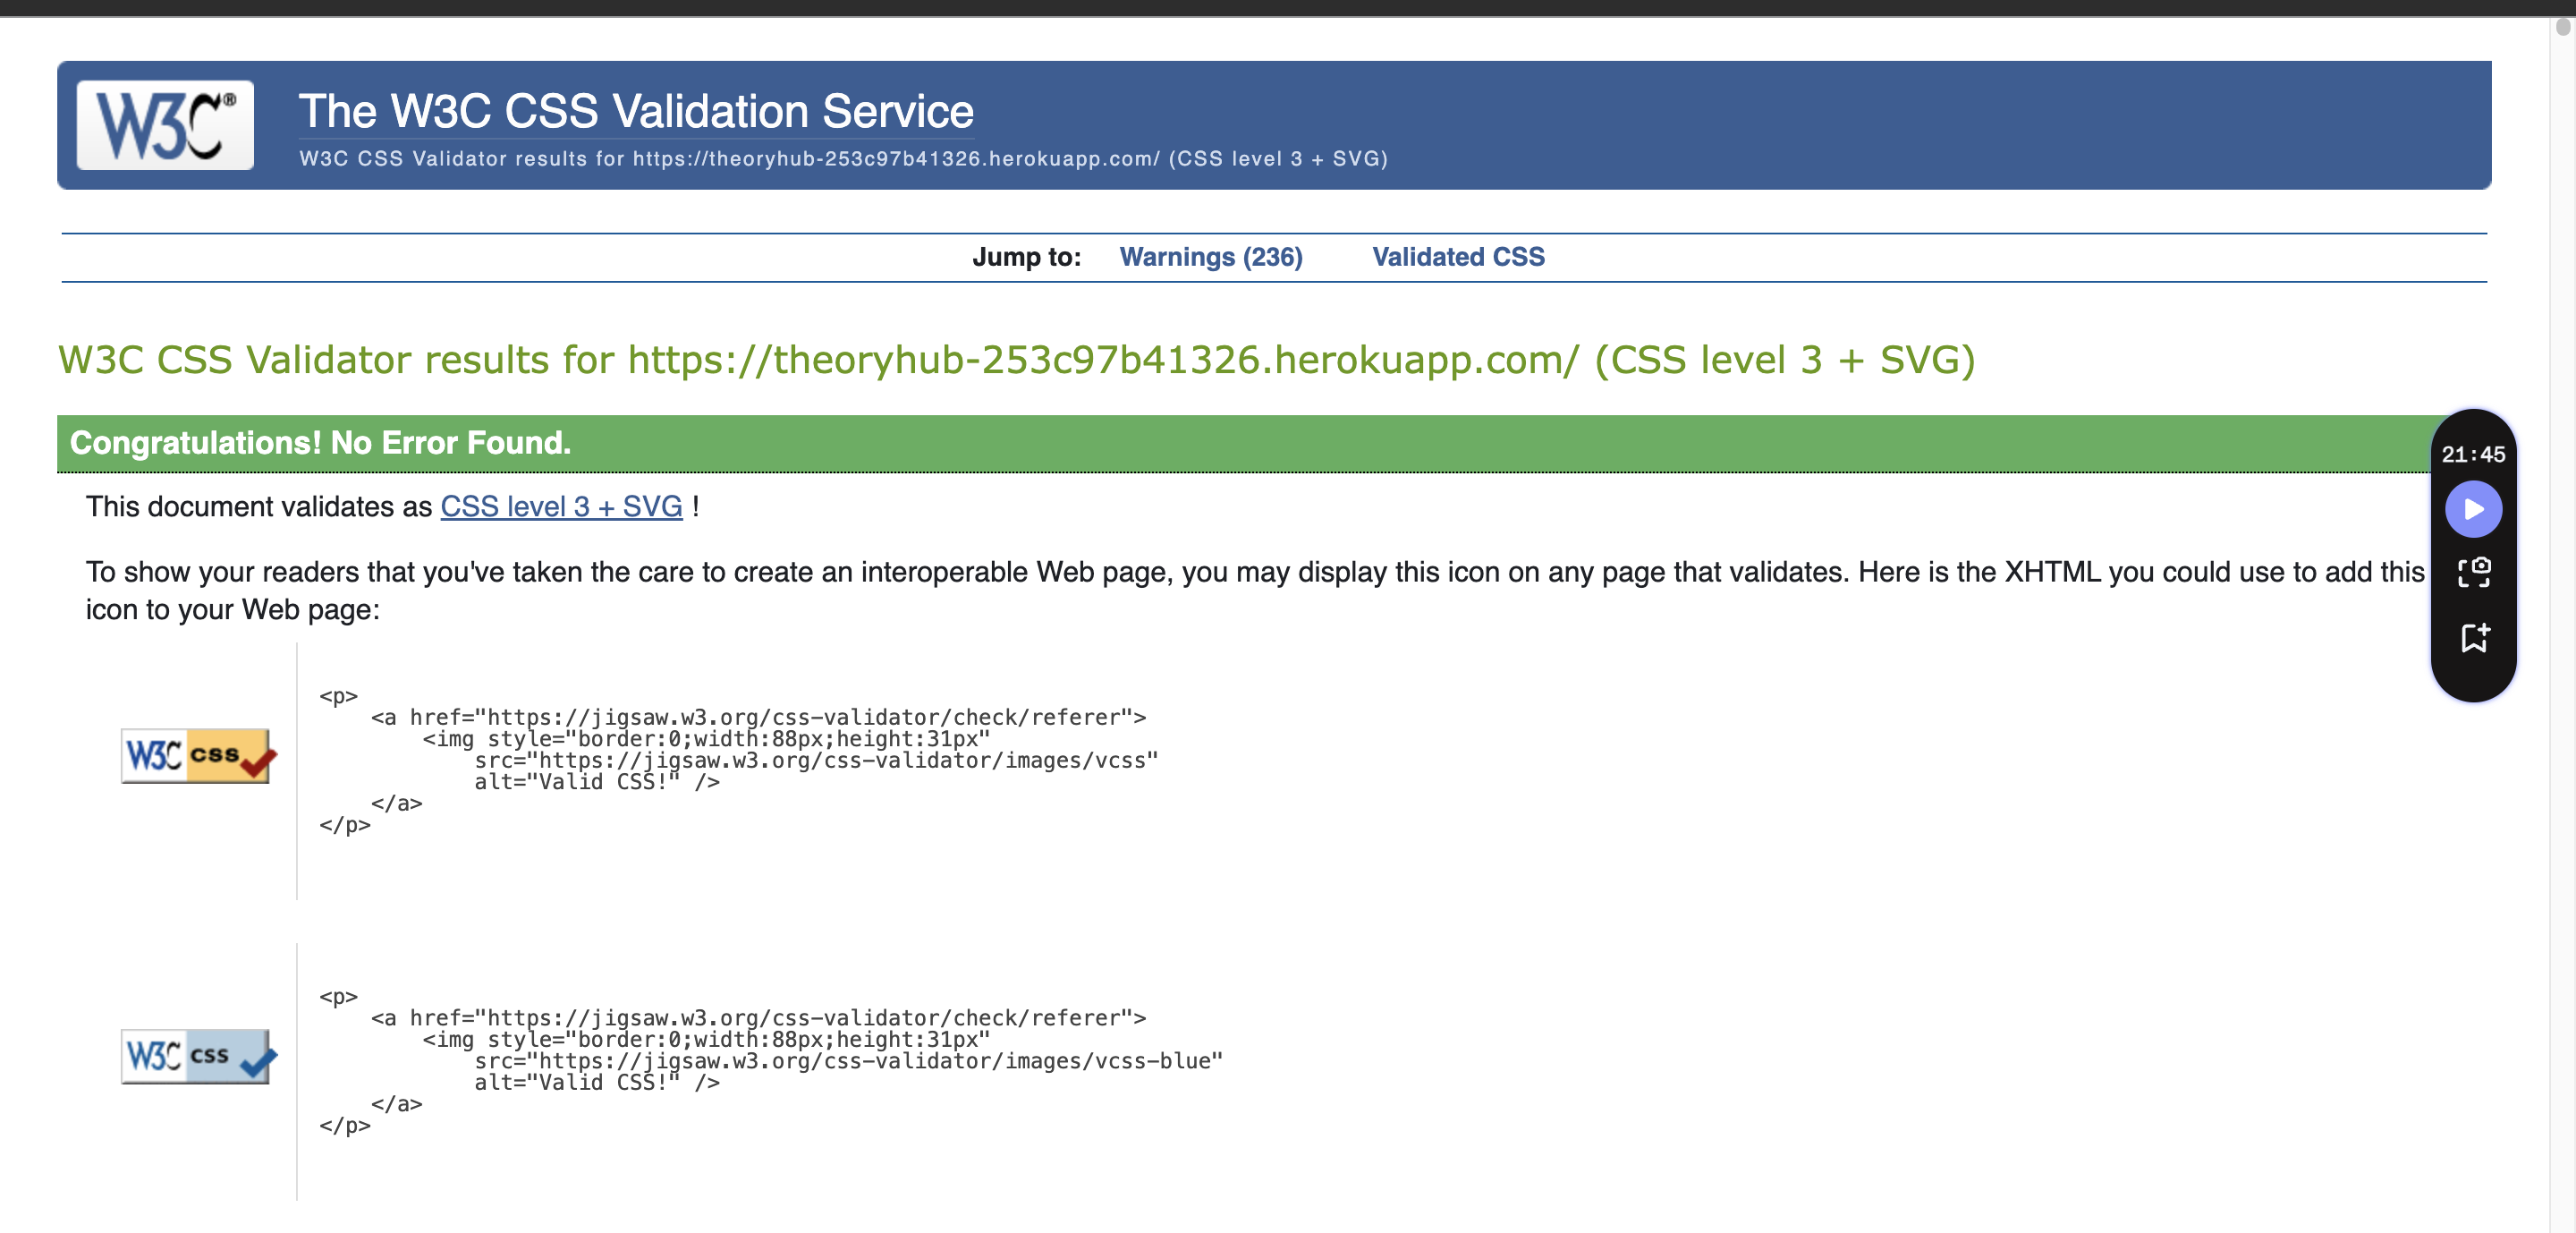 W3C®
The W3C CSS Validation Service
W3C CSS Validator results for https://theoryhub-253c97b41326.herokuapp.com/ (CSS level 3 + SVG)
Jump to: Warnings (236) Validated CSS
W3C CSS Validator results for https://theoryhub-253c97b41326.herokuapp.com/ (CSS level 3 + SVG)
Congratulations! No Error Found.
21:45
This document validates as CSS level 3 + SVG !
To show your readers that you've taken the care to create an interoperable Web page, you may display this icon on any page that validates. Here is the XHTML you could use to add this
icon to your Web page:
W3C css
<p>
    <a href="https://jigsaw.w3.org/css-validator/check/referer">
        <img style="border:0;width:88px;height:31px"
            src="https://jigsaw.w3.org/css-validator/images/vcss"
            alt="Valid CSS!" />
    </a>
</p>
W3C css
<p>
    <a href="https://jigsaw.w3.org/css-validator/check/referer">
        <img style="border:0;width:88px;height:31px"
            src="https://jigsaw.w3.org/css-validator/images/vcss-blue"
            alt="Valid CSS!" />
    </a>
</p>